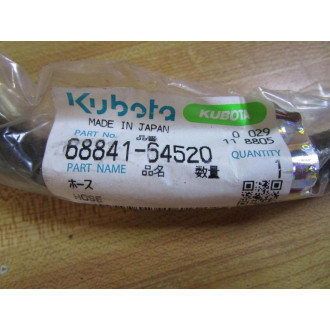 Kubota
KUBOTA
MADE IN JAPAN
PART No. 品番
0 029
11 8805
68841-64520
QUANTITY
PART NAME 品名 数量
ホース 1
HOSE